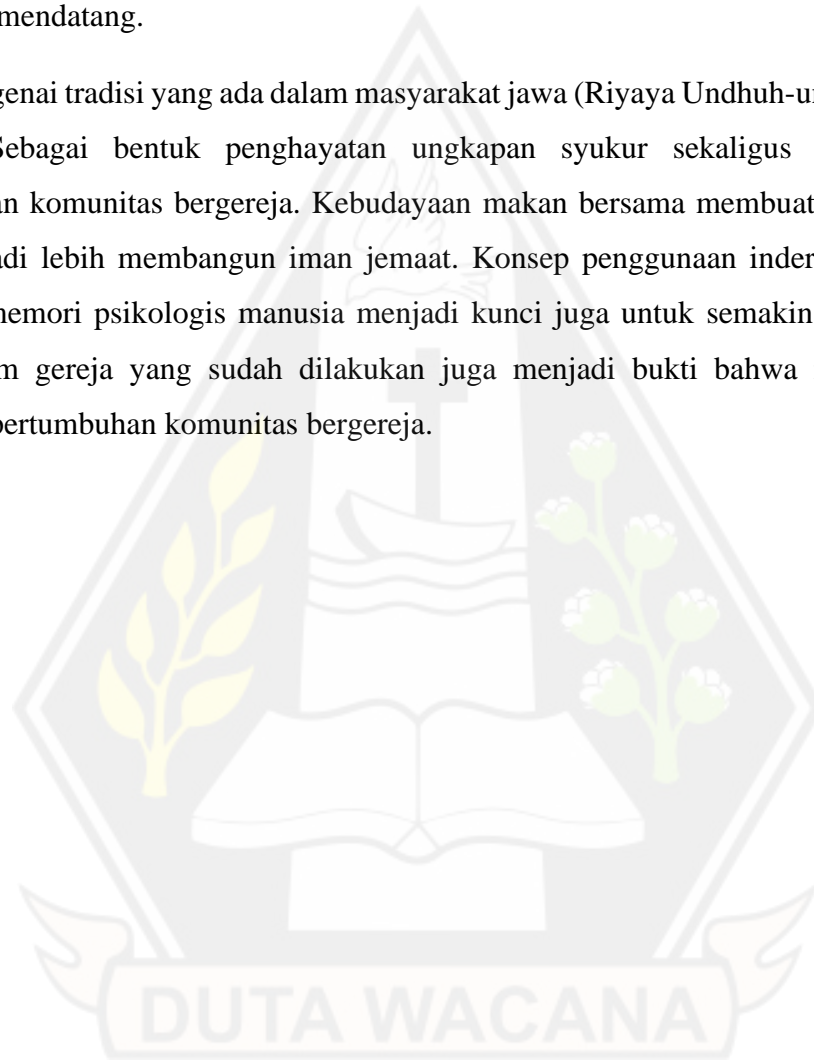 mendatang.
genai tradisi yang ada dalam masyarakat jawa (Riyaya Undhuh-u
Sebagai bentuk penghayatan ungkapan syukur sekaligus
an komunitas bergereja. Kebudayaan makan bersama membuat
adi lebih membangun iman jemaat. Konsep penggunaan inder
memori psikologis manusia menjadi kunci juga untuk semakin
m gereja yang sudah dilakukan juga menjadi bukti bahwa
pertumbuhan komunitas bergereja.
DUTA WACANA